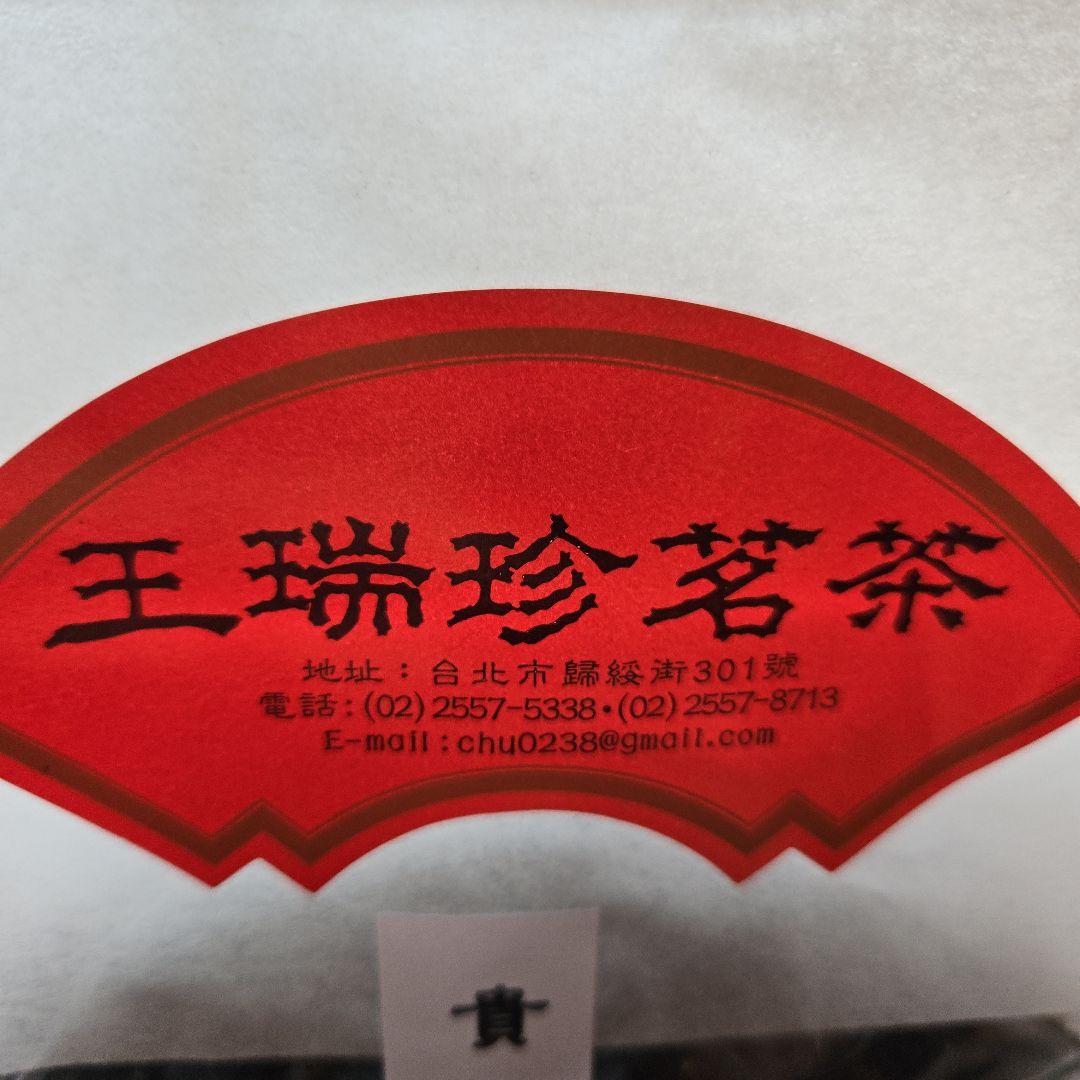 王瑞珍茗茶
地址：台北市歸綏街301號
電話：(02)2557-5338•(02)2557-8713
E-mail:chu0238@gmail.com
貴